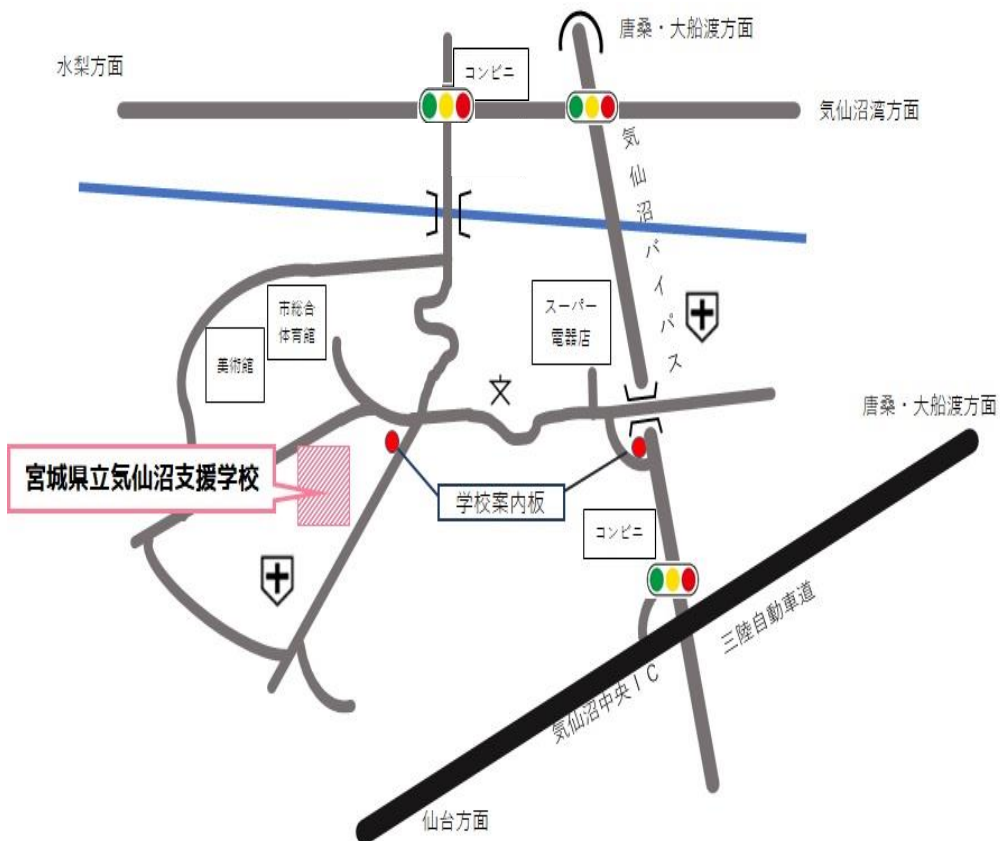 唐桑・大船渡方面
水梨方面
コンビニ
気仙沼湾方面
気仙沼バイパス
市総合
体育館
スーパー
電器店
美術館
文
唐桑・大船渡方面
宮城県立気仙沼支援学校
学校案内板
コンビニ
三陸自動車道
気仙沼中央IC
仙台方面